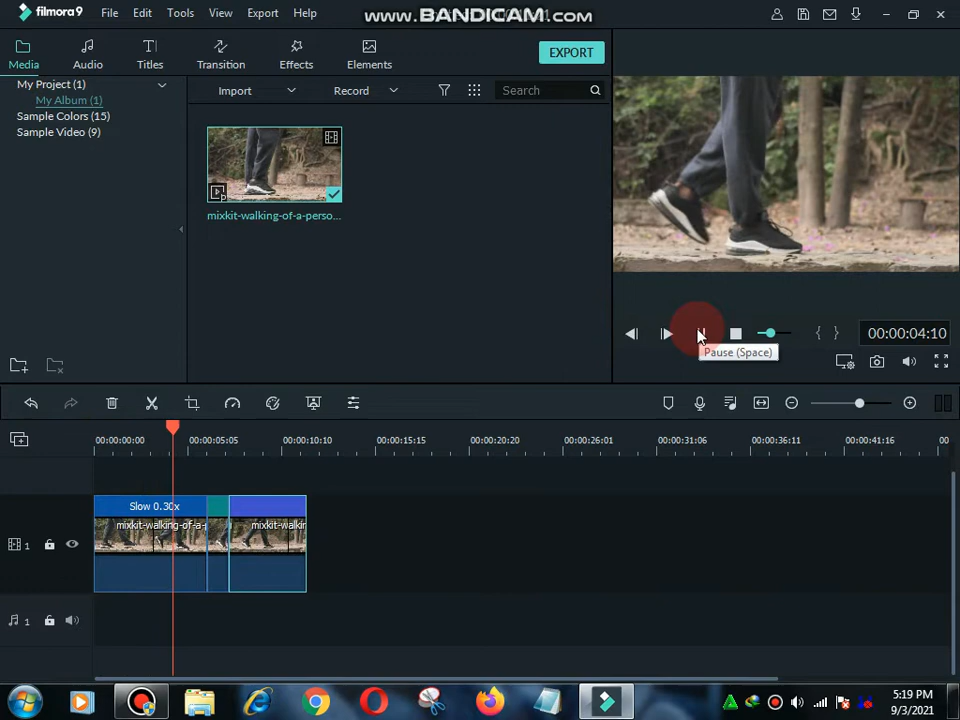 filmora9
File Edit Tools View Export Help
www.BANDICAM.com
Media Audio Titles Transition Effects Elements
EXPORT
My Project (1)
My Album (1)
Sample Colors (15)
Sample Video (9)
Import Record Search
mixkit-walking-of-a-perso...
Pause (Space)
00:00:04:10
00:00:00:00 00:00:05:05 00:00:10:10 00:00:15:15 00:00:20:20 00:00:26:01 00:00:31:06 00:00:36:11 00:00:41:16 00
Slow 0.30x
mixkit-walking-of-a-p mixkit-walkin
1
1
5:19 PM
9/3/2021